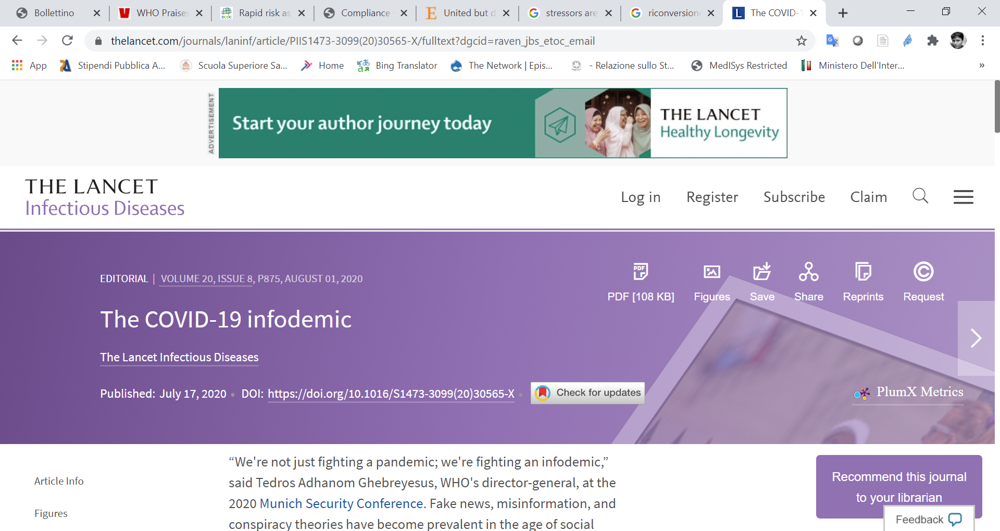 Bollettino
WHO Praises
Rapid risk as
Compliance
United but d
stressors are
riconversione
The COVID-1
thelancet.com/journals/laninf/article/PIIS1473-3099(20)30565-X/fulltext?dgcid=raven_jbs_etoc_email
App
Stipendi Pubblica A...
Scuola Superiore Sa...
Home
Bing Translator
The Network | Epis...
- Relazione sullo St...
MedISys Restricted
Ministero Dell'Inter...
»
ADVERTISEMENT
Start your author journey today
THE LANCET
Healthy Longevity
THE LANCET
Infectious Diseases
Log in
Register
Subscribe
Claim
EDITORIAL | VOLUME 20, ISSUE 8, P875, AUGUST 01, 2020
PDF [108 KB]
Figures
Save
Share
Reprints
Request
The COVID-19 infodemic
The Lancet Infectious Diseases
Published: July 17, 2020 • DOI: https://doi.org/10.1016/S1473-3099(20)30565-X •
Check for updates
PlumX Metrics
Article Info
Figures
“We're not just fighting a pandemic; we're fighting an infodemic,”
said Tedros Adhanom Ghebreyesus, WHO's director-general, at the
2020 Munich Security Conference. Fake news, misinformation, and
conspiracy theories have become prevalent in the age of social
Recommend this journal
to your librarian
Feedback